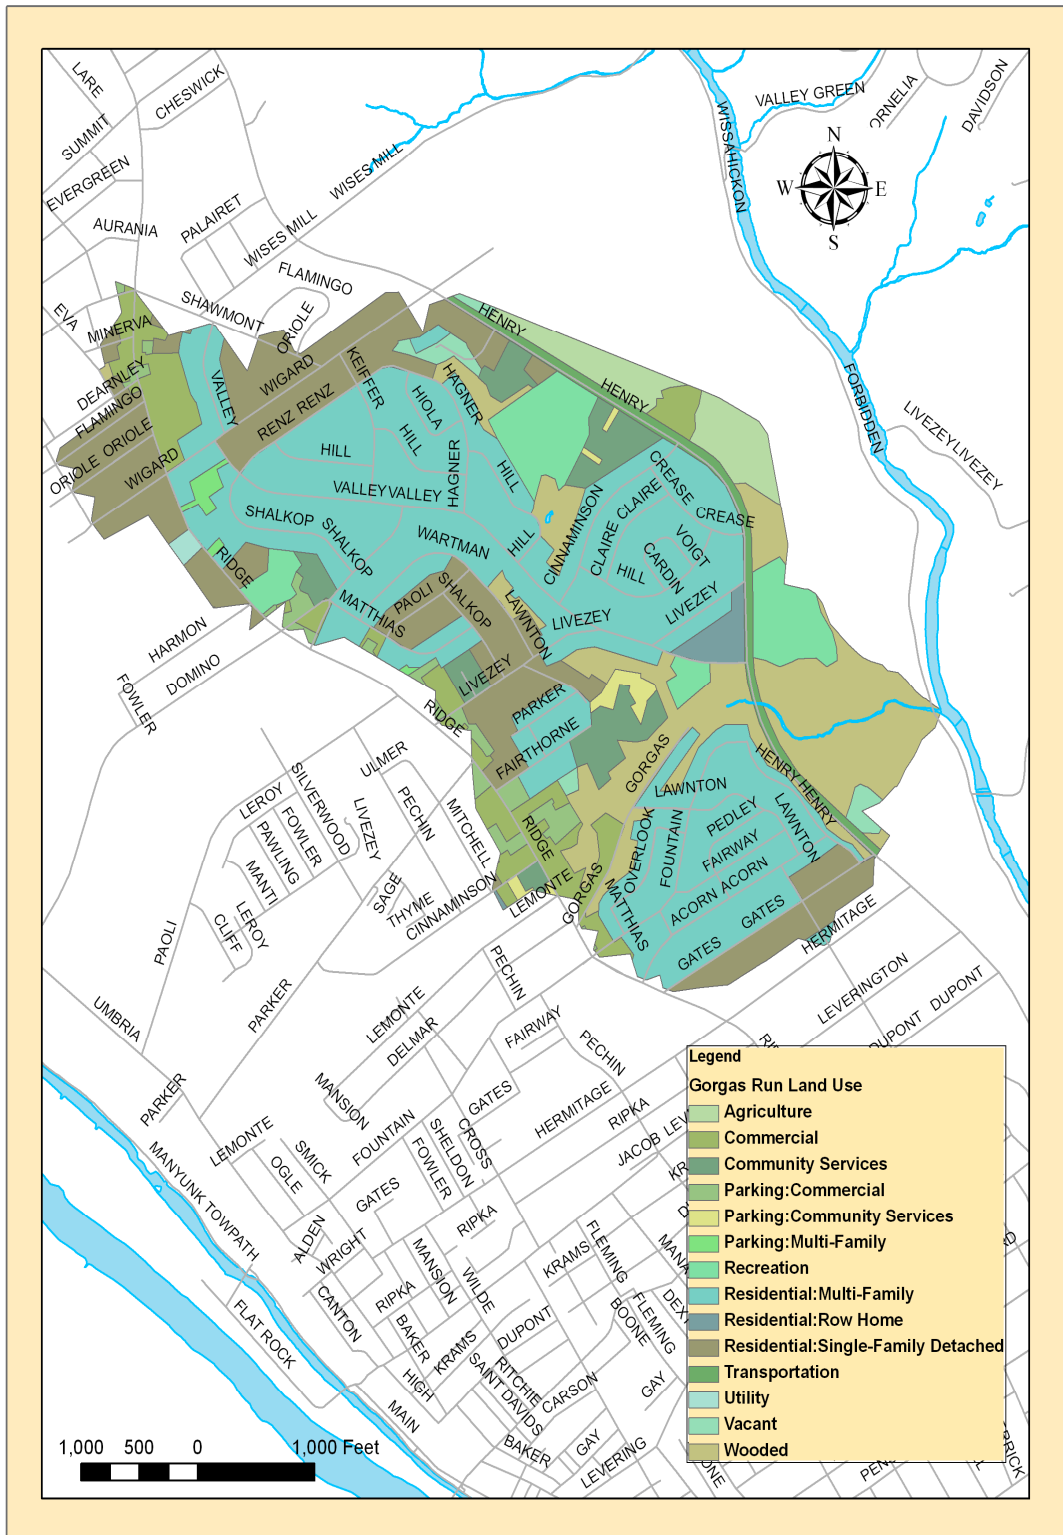 LARE
CHESWICK
SUMMIT
EVERGREEN
AURANIA
PALAIRET
WISES MILL
WISES MILL
VALLEY GREEN
DAVIDSON
WISSAHICKON
N
W
E
S
FLAMINGO
SHAWMONT
ORIOLE
EVA
MINERVA
HENRY
HENRY
DEARNLEY
FLAMINGO
ORIOLE ORIOLE
WIGARD
VALLEY
WIGARD
RENZ RENZ
KEIFFER
HAGNER
HIOLA
HILL
HILL
HAGNER
HILL
VALLEY VALLEY
SHALKOP
SHALKOP
WARTMAN
HILL
CINNAMINSON
CLAIRE
CLAIRE
CREASE
CREASE
VOIGT
CARDIN
HILL
LIVEZEY
LIVEZEY
FORBIDDEN
LIVEZEY LIVEZEY
RIDGE
MATTHIAS
PAOLI
SHALKOP
LAWNTON
LIVEZEY
HARMON
DOMINO
FOWLER
RIDGE
PARKER
FAIRTHORNE
GORGAS
HENRY HENRY
LAWNTON
LAWNTON
PEDLEY
FAIRWAY
OVERLOOK
FOUNTAIN
ACORN ACORN
GATES
GATES
MATTHIAS
GORGAS
HERMITAGE
RIDGE
LEMONTE
ULMER
PECHIN
MITCHELL
LEROY
SILVERWOOD
FOWLER
PAWLING
LIVEZEY
MANTI
LEROY
CLIFF
SAGE
THYME
CINNAMINSON
PAOLI
UMBRIA
PARKER
PARKER
LEMONTE
DELMAR
PECHIN
FAIRWAY
PECHIN
LEVERINGTON
DUPONT
DUPONT
MANSION
GATES
HERMITAGE
RIPKA
FOUNTAIN
SHELDON
CROSS
FOWLER
LEMONTE
SMICK
OGLE
GATES
MANYUNK TOWPATH
ALDEN
WRIGHT
RIPKA
MANSION
WILDE
KRAMS
FLEMING
FLEMING
BOONE
RIPKA
CANTON
BAKER
KRAMS
DUPONT
HIGH
RITCHIE
SAINT DAVIDS
CARSON
GAY
FLAT ROCK
MAIN
BAKER
GAY
LEVERING
Legend
Gorgas Run Land Use
Agriculture
Commercial
Community Services
Parking:Commercial
Parking:Community Services
Parking:Multi-Family
Recreation
Residential:Multi-Family
Residential:Row Home
Residential:Single-Family Detached
Transportation
Utility
Vacant
Wooded
1,000 500 0 1,000 Feet